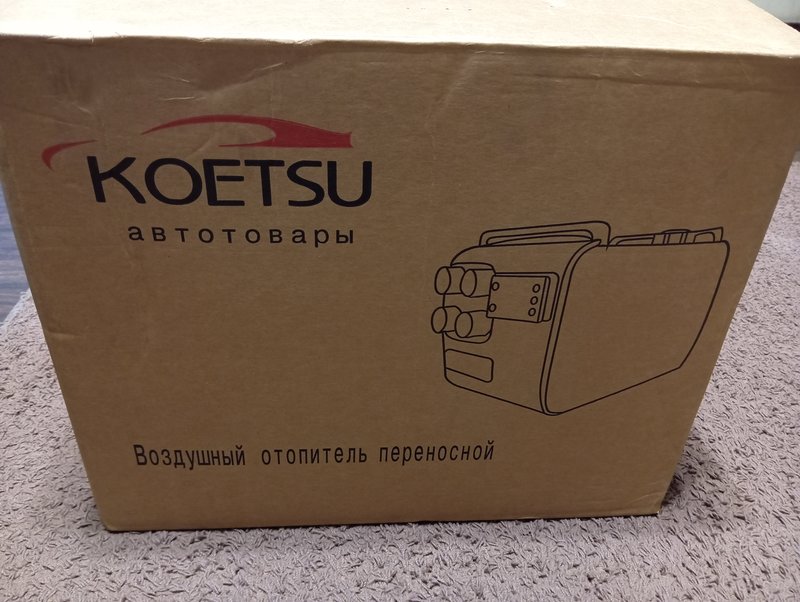 KOETSU
автотовары
Воздушный отопитель переносной